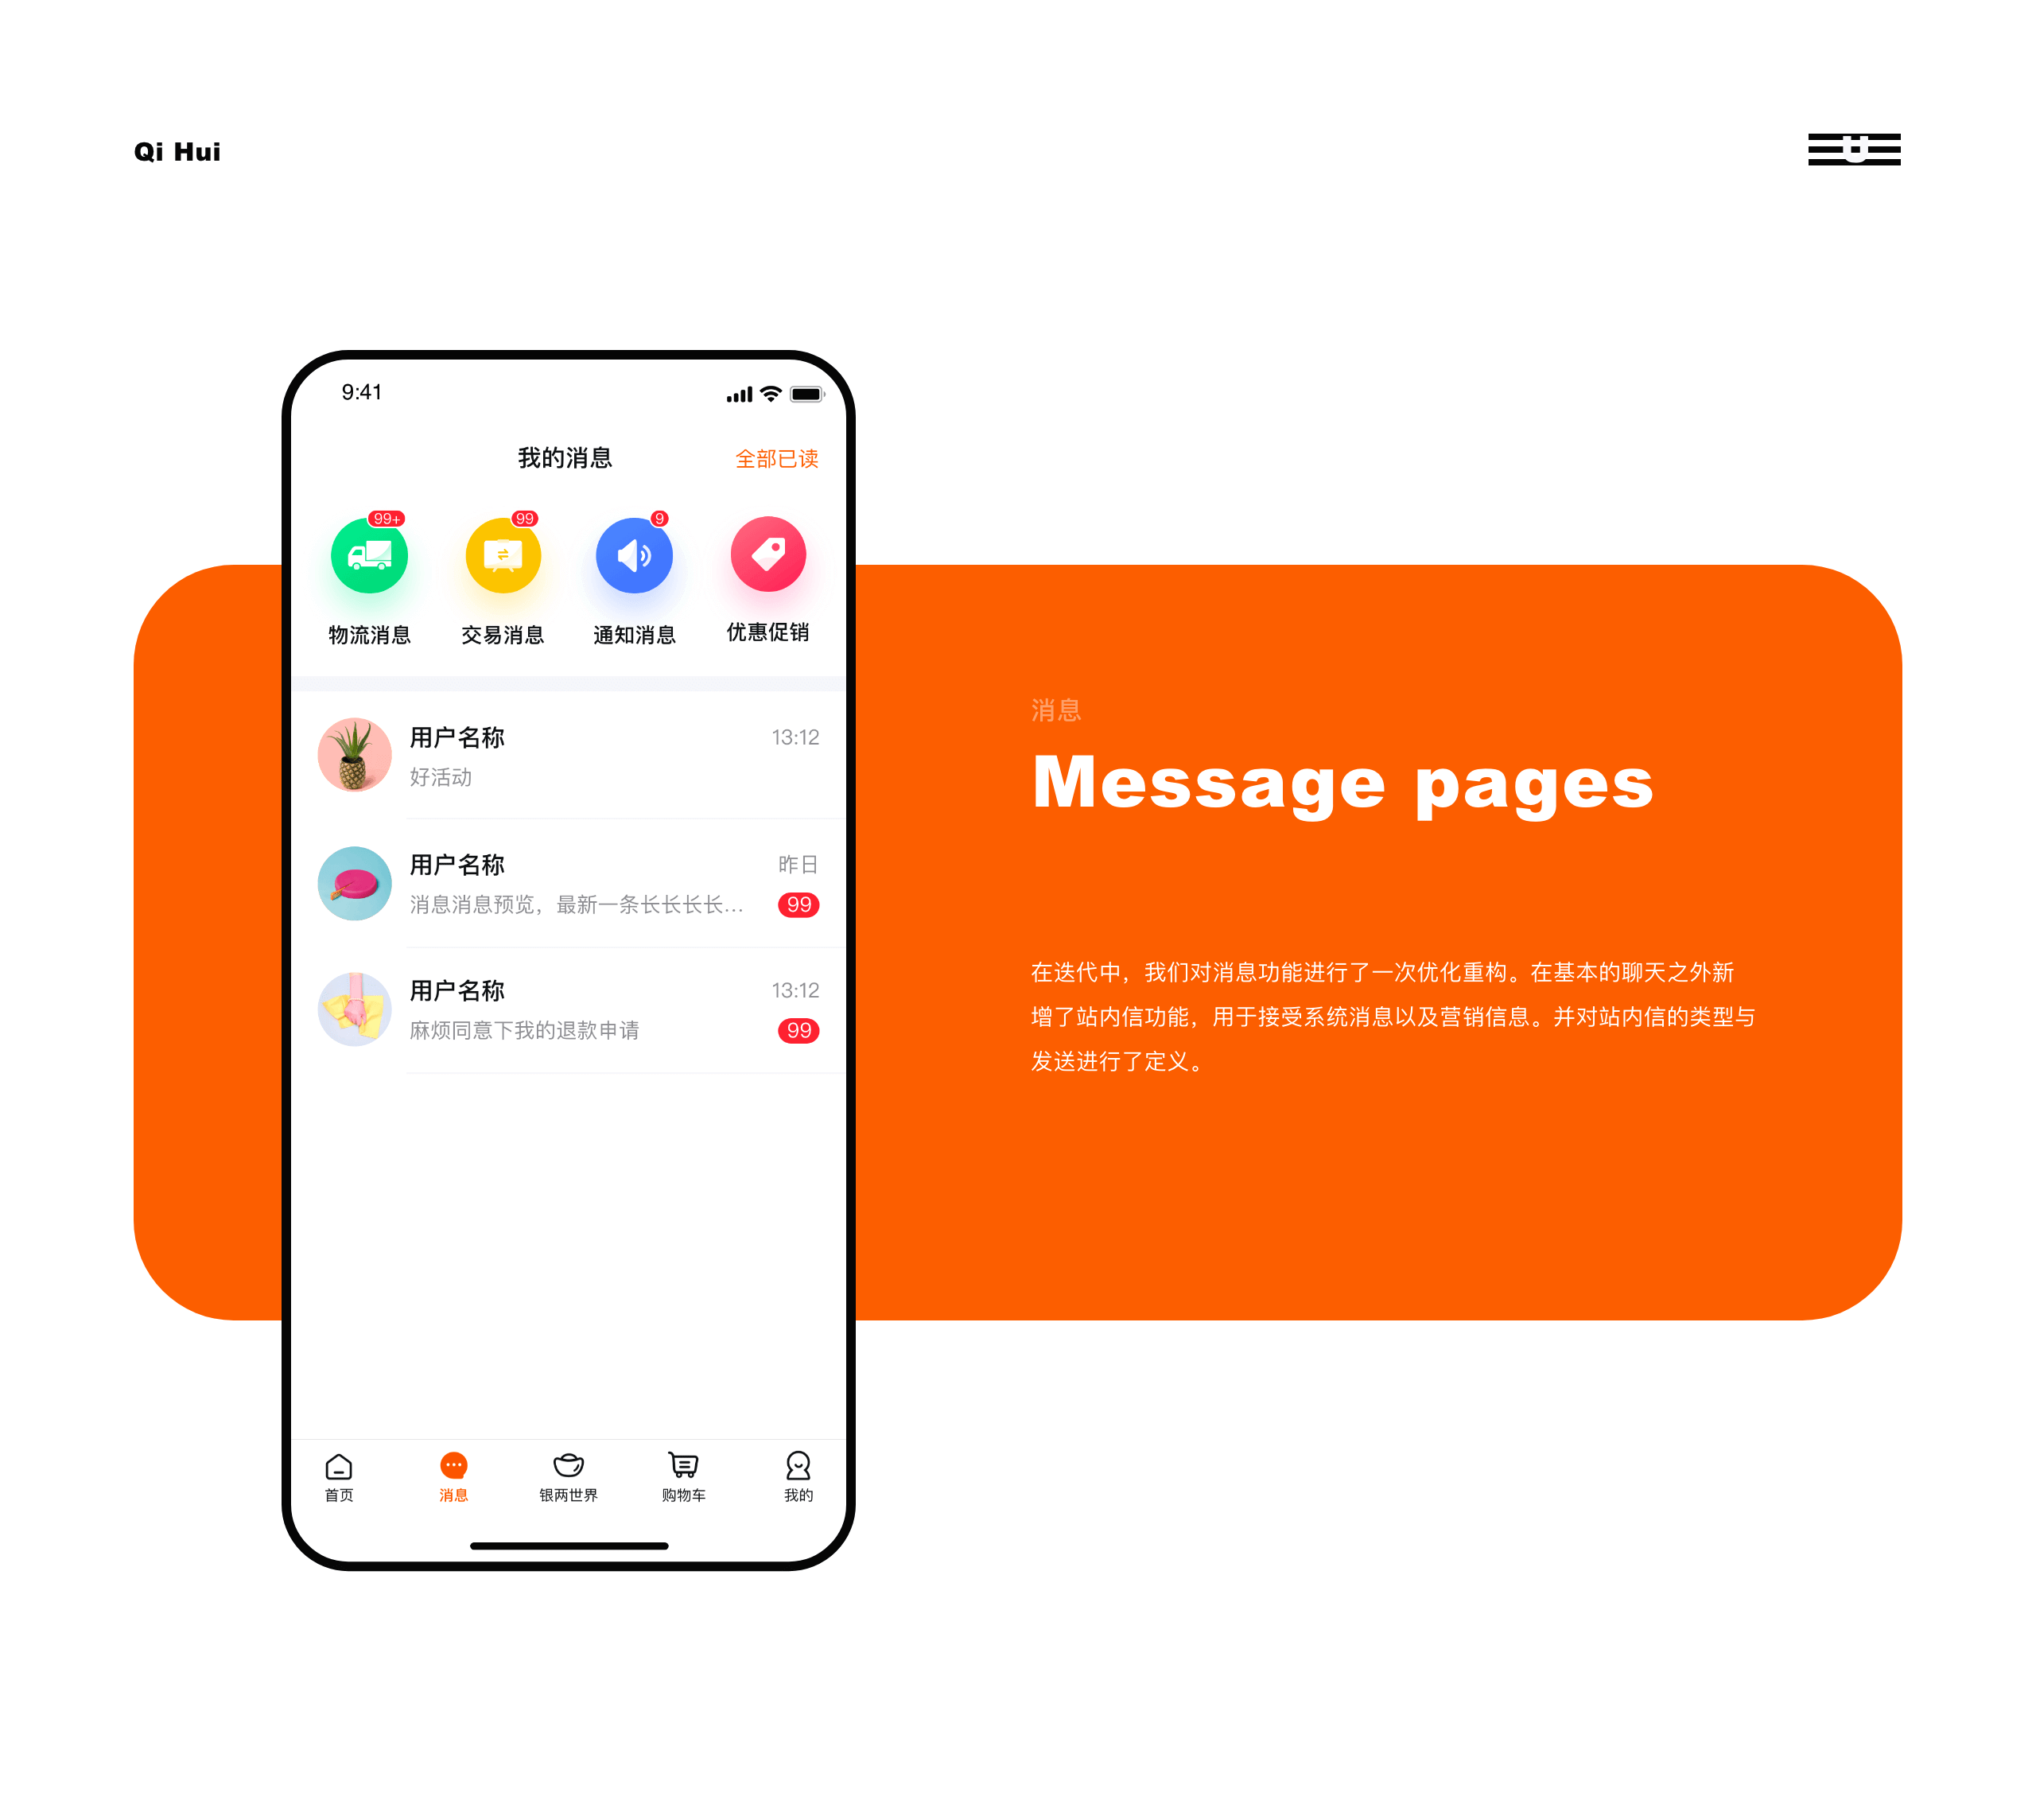 Qi Hui
U
9:41
我的消息
全部已读
99+
99
9
物流消息
交易消息
通知消息
优惠促销
用户名称
13:12
好活动
用户名称
昨日
消息消息预览，最新一条长长长长...
99
用户名称
13:12
麻烦同意下我的退款申请
99
首页
消息
银两世界
购物车
我的
消息
Message pages
在迭代中，我们对消息功能进行了一次优化重构。在基本的聊天之外新
增了站内信功能，用于接受系统消息以及营销信息。并对站内信的类型与
发送进行了定义。